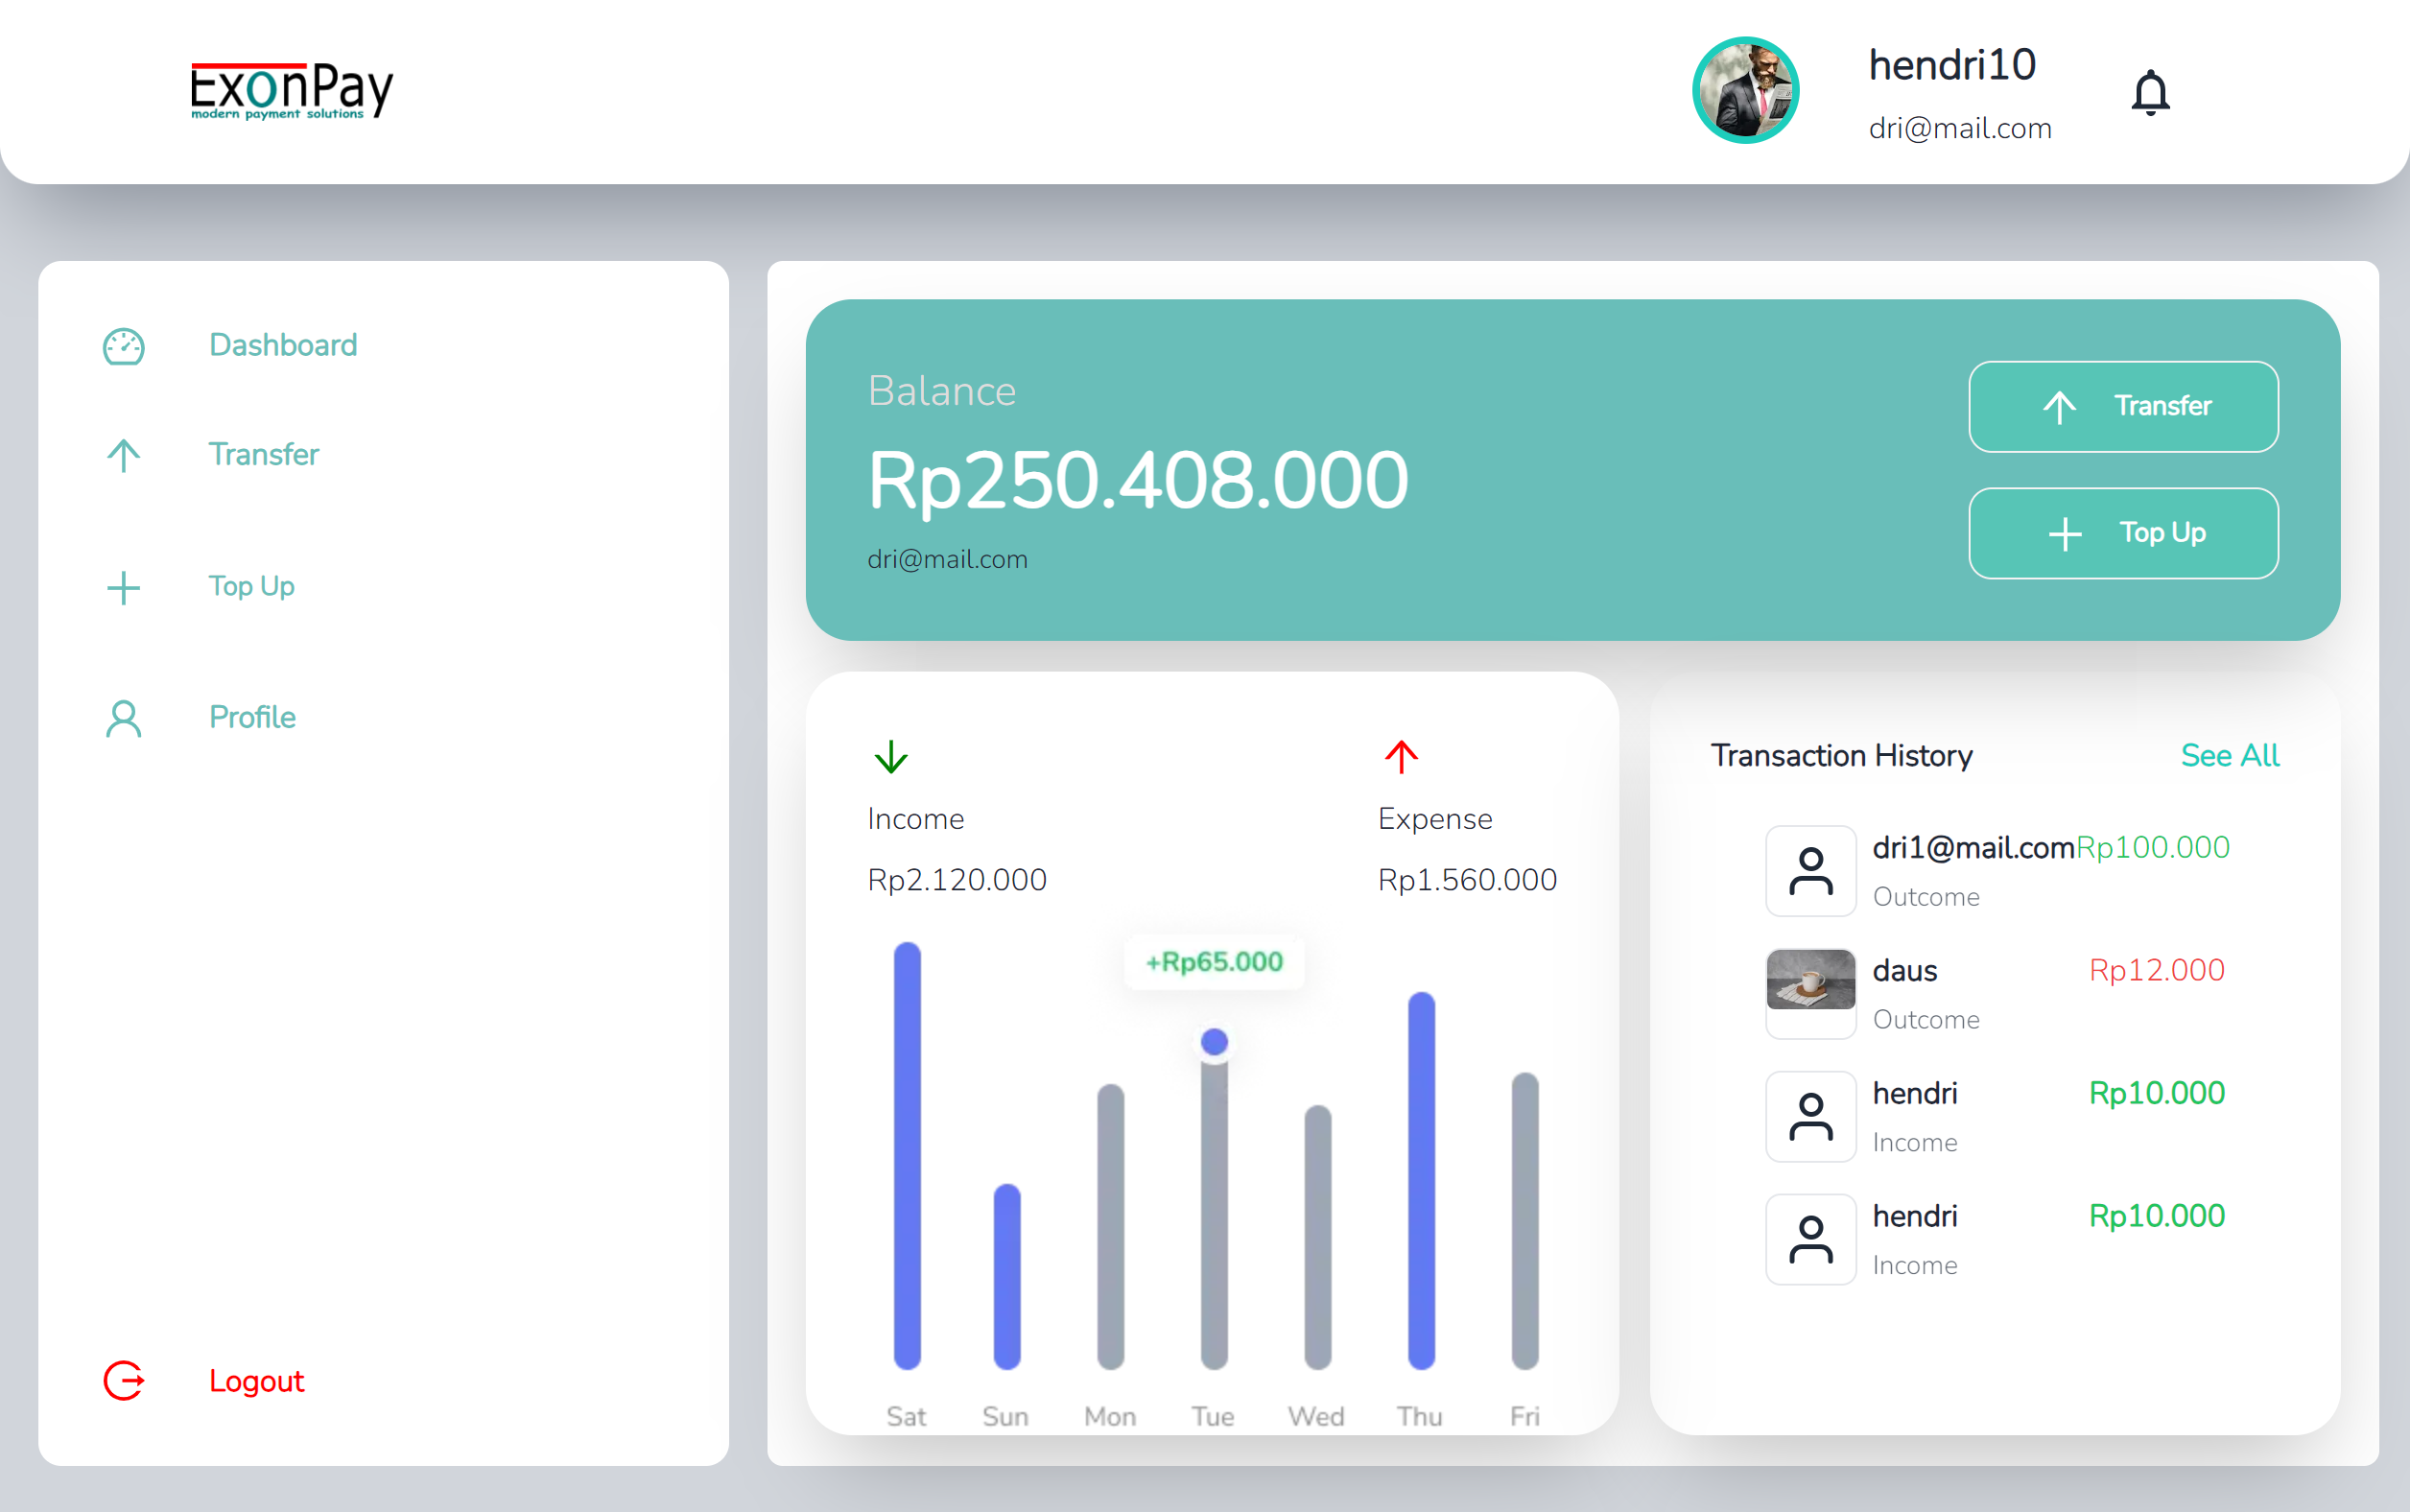 ExonPay
modern payment solutions
hendri10
dri@mail.com
Dashboard
Transfer
Top Up
Profile
Logout
Balance
Rp250.408.000
dri@mail.com
Transfer
Top Up
Income
Rp2.120.000
Expense
Rp1.560.000
+Rp65.000
Sat Sun Mon Tue Wed Thu Fri
Transaction History See All
dri1@mail.com Rp100.000
Outcome
daus Rp12.000
Outcome
hendri Rp10.000
Income
hendri Rp10.000
Income